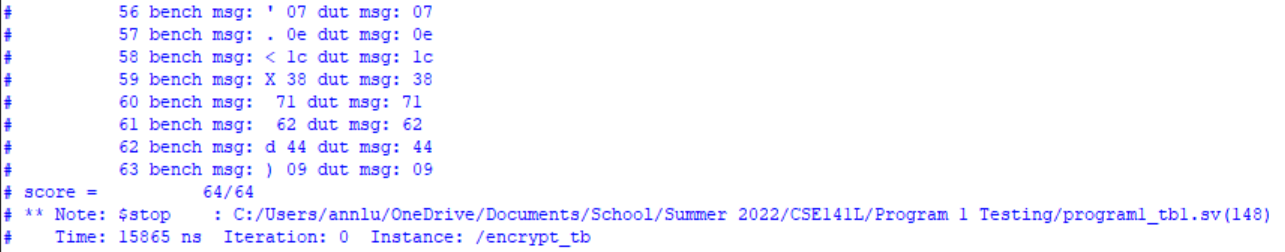 #          56 bench msg: ' 07 dut msg: 07
#          57 bench msg: . 0e dut msg: 0e
#          58 bench msg: < 1c dut msg: 1c
#          59 bench msg: X 38 dut msg: 38
#          60 bench msg:   71 dut msg: 71
#          61 bench msg:   62 dut msg: 62
#          62 bench msg: d 44 dut msg: 44
#          63 bench msg: ) 09 dut msg: 09
# score =          64/64
# ** Note: $stop    : C:/Users/annlu/OneDrive/Documents/School/Summer 2022/CSE141L/Program 1 Testing/program1_tb1.sv(148)
#    Time: 15865 ns  Iteration: 0  Instance: /encrypt_tb